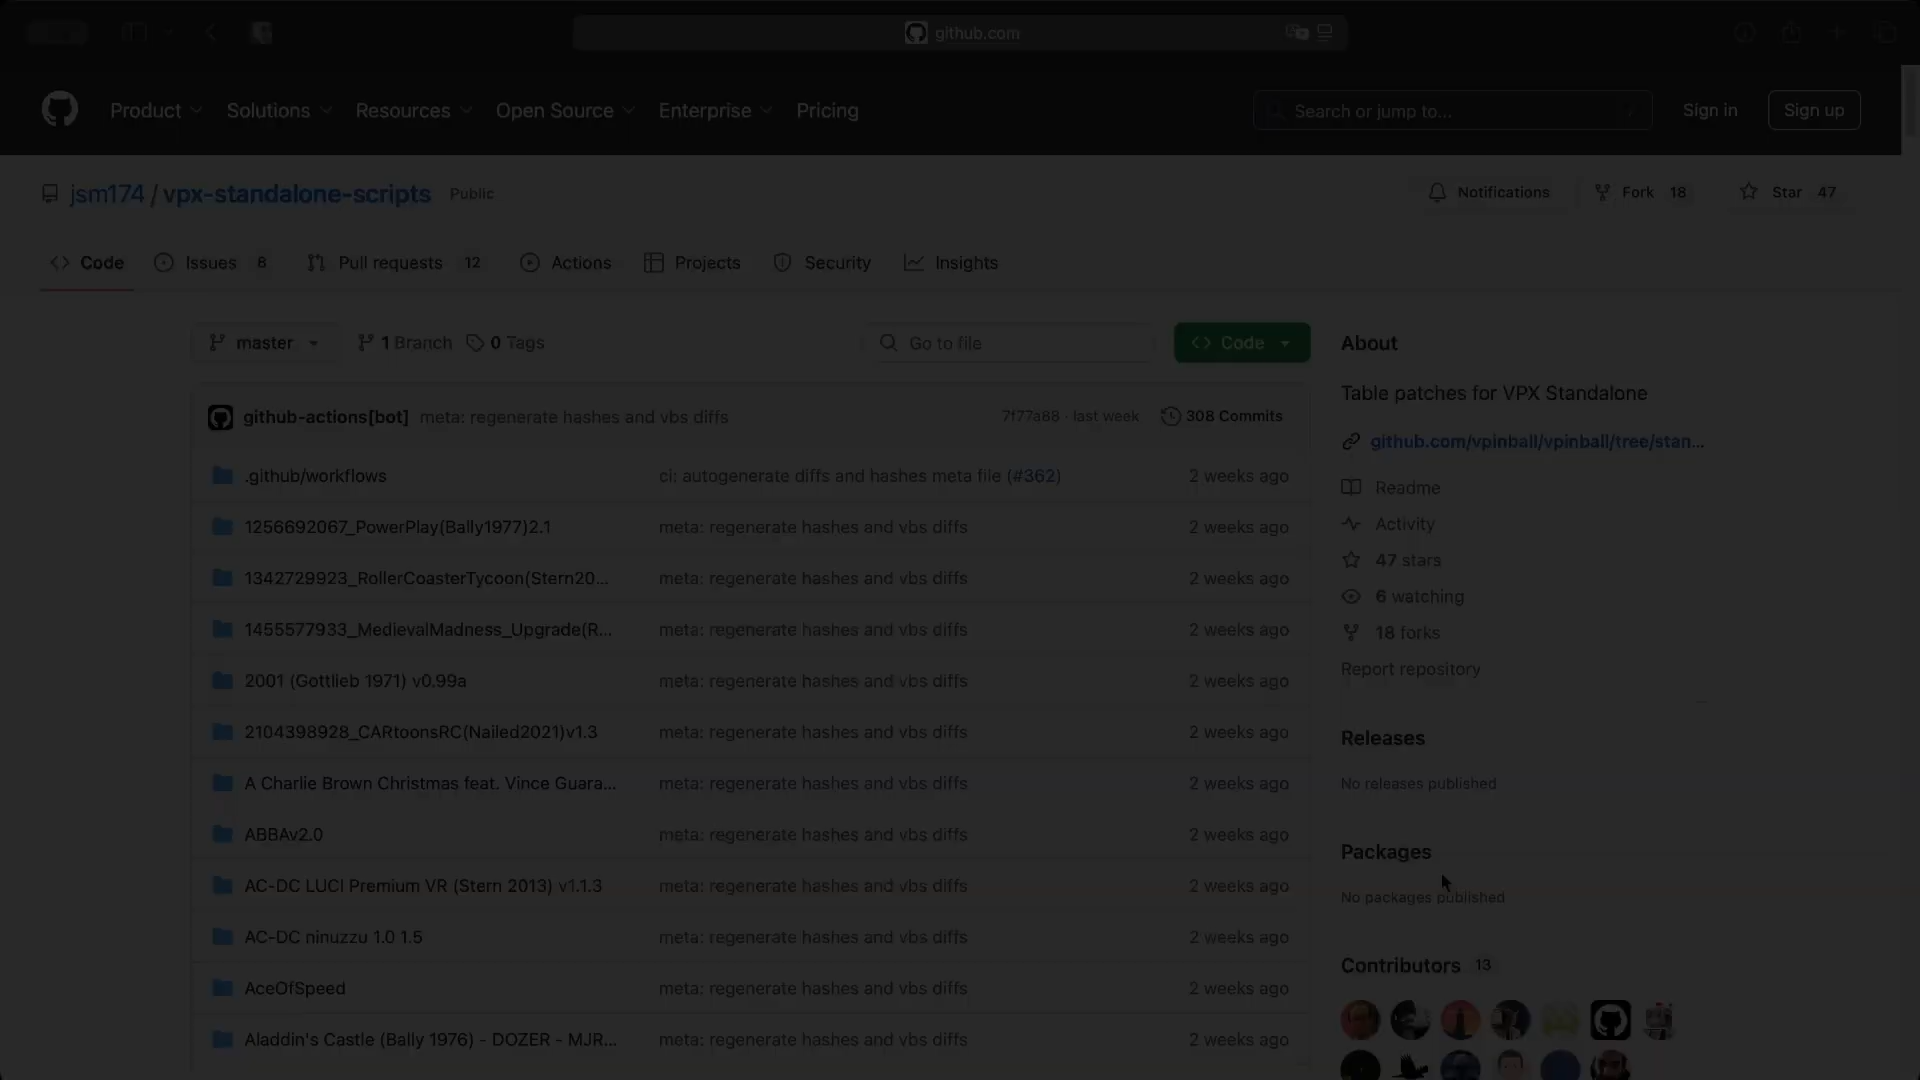 github.com
Product Solutions Resources Open Source Enterprise Pricing Search or jump to... / Sign in Sign up
jsm174 / vpx-standalone-scripts Public Notifications Fork 18 Star 47
Code Issues 8 Pull requests 12 Actions Projects Security Insights
master 1 Branch 0 Tags Go to file Code
github-actions[bot] meta: regenerate hashes and vbs diffs 7f77a88 · last week 308 Commits
.github/workflows ci: autogenerate diffs and hashes meta file (#362) 2 weeks ago
1256692067_PowerPlay(Bally1977)2.1 meta: regenerate hashes and vbs diffs 2 weeks ago
1342729923_RollerCoasterTycoon(Stern20... meta: regenerate hashes and vbs diffs 2 weeks ago
1455577933_MedievalMadness_Upgrade(R... meta: regenerate hashes and vbs diffs 2 weeks ago
2001 (Gottlieb 1971) v0.99a meta: regenerate hashes and vbs diffs 2 weeks ago
2104398928_CARtoonsRC(Nailed2021)v1.3 meta: regenerate hashes and vbs diffs 2 weeks ago
A Charlie Brown Christmas feat. Vince Guara... meta: regenerate hashes and vbs diffs 2 weeks ago
ABBAv2.0 meta: regenerate hashes and vbs diffs 2 weeks ago
AC-DC LUCI Premium VR (Stern 2013) v1.1.3 meta: regenerate hashes and vbs diffs 2 weeks ago
AC-DC ninuzzu 1.0 1.5 meta: regenerate hashes and vbs diffs 2 weeks ago
AceOfSpeed meta: regenerate hashes and vbs diffs 2 weeks ago
Aladdin's Castle (Bally 1976) - DOZER - MJR... meta: regenerate hashes and vbs diffs 2 weeks ago
About
Table patches for VPX Standalone
github.com/vpinball/vpinball/tree/stan...
Readme
Activity
47 stars
6 watching
18 forks
Report repository
Releases
No releases published
Packages
No packages published
Contributors 13